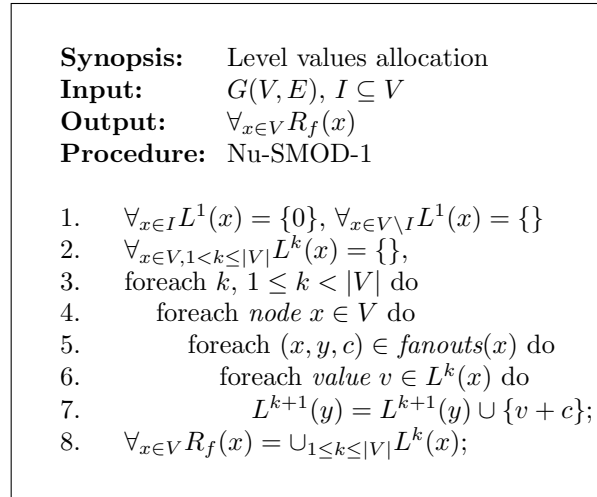 Synopsis: Level values allocation
Input: G(V, E), I ⊆ V
Output: ∀x∈V Rf(x)
Procedure: Nu-SMOD-1
1. ∀x∈I L¹(x) = {0}, ∀x∈V\I L¹(x) = {}
2. ∀x∈V,1<k≤|V| Lᵏ(x) = {},
3. foreach k, 1 ≤ k < |V| do
4. foreach node x ∈ V do
5. foreach (x, y, c) ∈ fanouts(x) do
6. foreach value v ∈ Lᵏ(x) do
7. Lᵏ⁺¹(y) = Lᵏ⁺¹(y) ∪ {v + c};
8. ∀x∈V Rf(x) = ∪1≤k≤|V| Lᵏ(x);